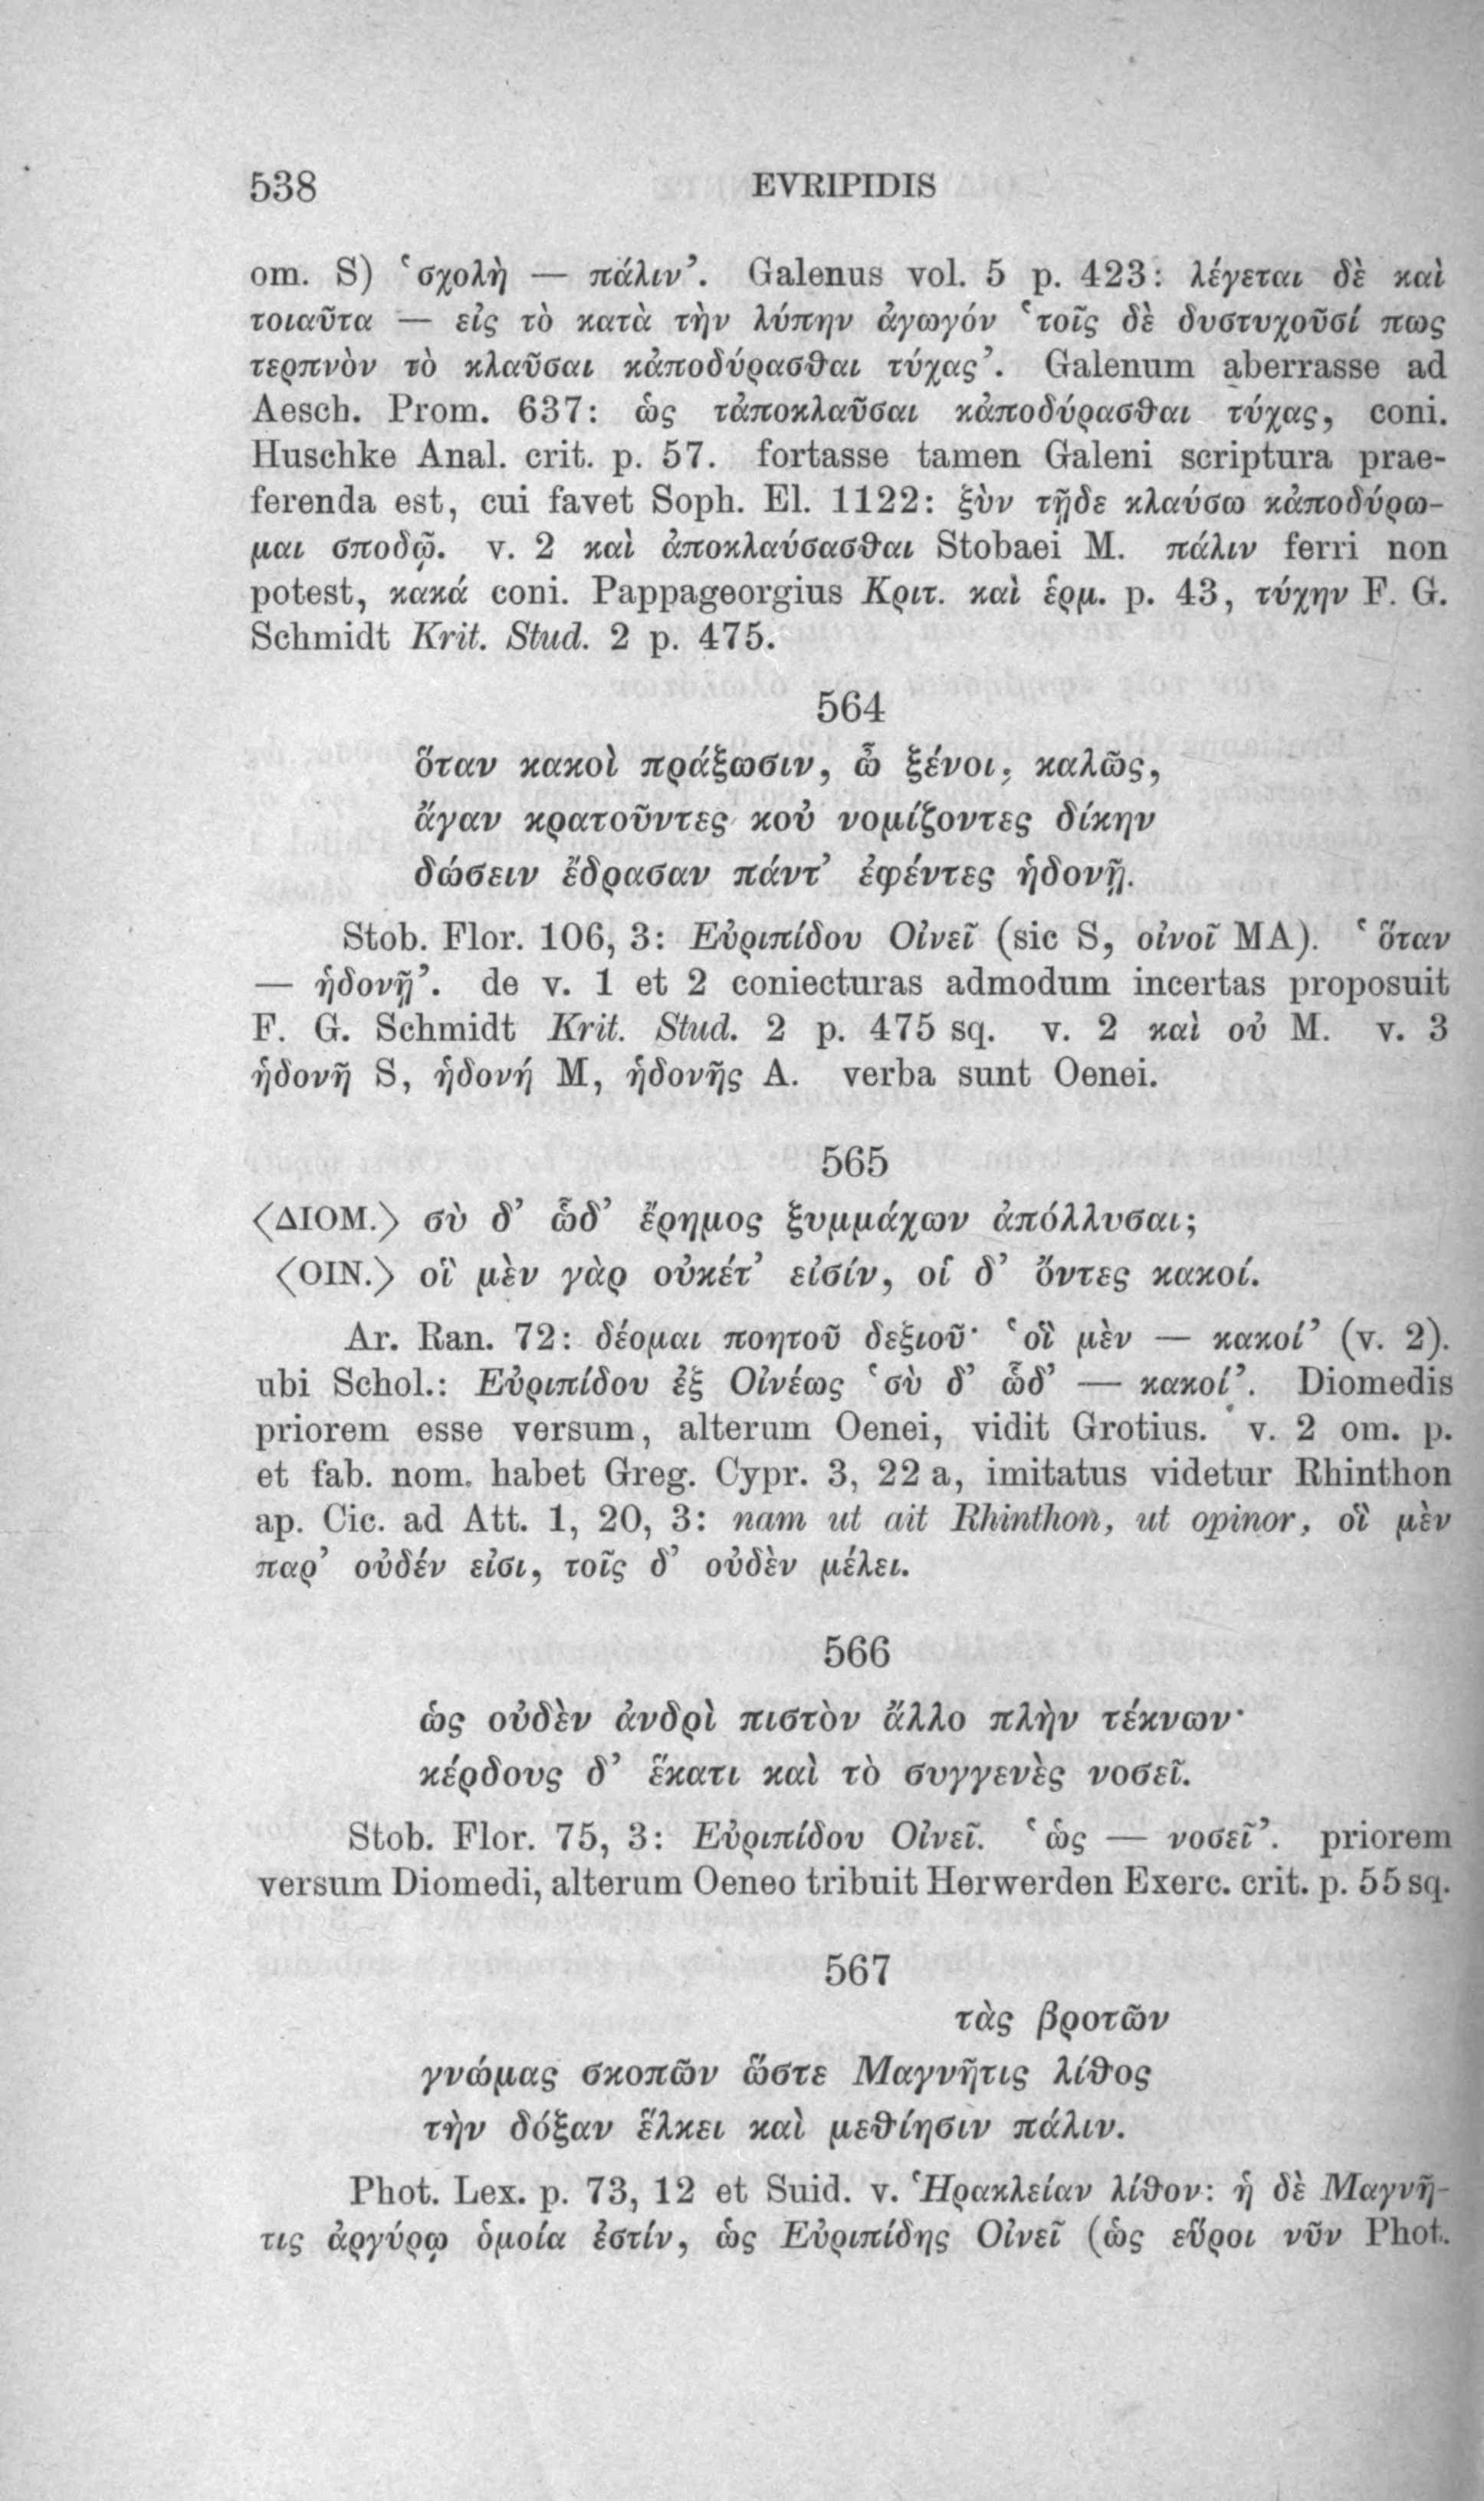 538 EVRIPIDIS
om. S) ‛σχολὴ — πάλιν’. Galenus vol. 5 p. 423: λέγεται δὲ καὶ
τοιαῦτα — εἰς τὸ κατὰ τὴν λύπην ἀγωγόν ‛τοῖς δὲ δυστυχοῦσί πως
τερπνὸν τὸ κλαῦσαι κἀποδύρασθαι τύχας’. Galenum aberrasse ad
Aesch. Prom. 637: ὡς τἀποκλαῦσαι κἀποδύρασθαι τύχας, coni.
Huschke Anal. crit. p. 57. fortasse tamen Galeni scriptura prae-
ferenda est, cui favet Soph. El. 1122: ξὺν τῇδε κλαύσω κἀποδύρω-
μαι σποδῷ. v. 2 καὶ ἀποκλαύσασθαι Stobaei M. πάλιν ferri non
potest, κακά coni. Pappageorgius Κριτ. καὶ ἑρμ. p. 43, τύχην F. G.
Schmidt Krit. Stud. 2 p. 475.
564
ὅταν κακοὶ πράξωσιν, ὦ ξένοι, καλῶς,
ἄγαν κρατοῦντες κοὐ νομίζοντες δίκην
δώσειν ἔδρασαν πάντ’ ἐφέντες ἡδονῇ.
Stob. Flor. 106, 3: Εὐριπίδου Οἰνεῖ (sic S, οἰνοῖ MA). ‛ὅταν
— ἡδονῇ’. de v. 1 et 2 coniecturas admodum incertas proposuit
F. G. Schmidt Krit. Stud. 2 p. 475 sq. v. 2 καὶ οὐ M. v. 3
ἡδονῆ S, ἡδονή M, ἡδονῆς A. verba sunt Oenei.
565
〈ΔΙΟΜ.〉 σὺ δ’ ὧδ’ ἔρημος ξυμμάχων ἀπόλλυσαι;
〈ΟΙΝ.〉 οἳ μὲν γὰρ οὐκέτ’ εἰσίν, οἱ δ’ ὄντες κακοί.
Ar. Ran. 72: δέομαι ποητοῦ δεξιοῦ· ‛οἳ μὲν — κακοί’ (v. 2).
ubi Schol.: Εὐριπίδου ἐξ Οἰνέως ‛σὺ δ’ ὧδ’ — κακοί’. Diomedis
priorem esse versum, alterum Oenei, vidit Grotius. v. 2 om. p.
et fab. nom. habet Greg. Cypr. 3, 22 a, imitatus videtur Rhinthon
ap. Cic. ad Att. 1, 20, 3: nam ut ait Rhinthon, ut opinor, οἳ μὲν
παρ’ οὐδέν εἰσι, τοῖς δ’ οὐδὲν μέλει.
566
ὡς οὐδὲν ἀνδρὶ πιστὸν ἄλλο πλὴν τέκνων·
κέρδους δ’ ἕκατι καὶ τὸ συγγενὲς νοσεῖ.
Stob. Flor. 75, 3: Εὐριπίδου Οἰνεῖ. ‛ὡς — νοσεῖ’. priorem
versum Diomedi, alterum Oeneo tribuit Herwerden Exerc. crit. p. 55 sq.
567
τὰς βροτῶν
γνώμας σκοπῶν ὥστε Μαγνῆτις λίθος
τὴν δόξαν ἕλκει καὶ μεθίησιν πάλιν.
Phot. Lex. p. 73, 12 et Suid. v. Ἡρακλείαν λίθον: ἡ δὲ Μαγνῆ-
τις ἀργύρῳ ὁμοία ἐστίν, ὡς Εὐριπίδης Οἰνεῖ (ὡς εὕροι νῦν Phot.